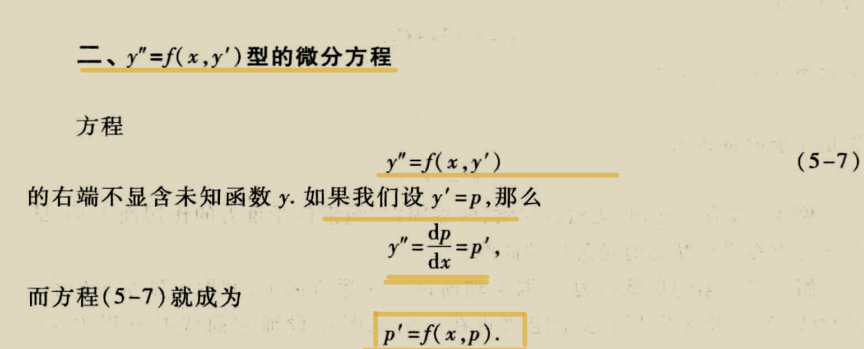 二、y″=f(x,y′)型的微分方程
方程
y″=f(x,y′) (5-7)
的右端不显含未知函数 y. 如果我们设 y′=p,那么
y″=dp/dx=p′,
而方程(5-7)就成为
p′=f(x,p).